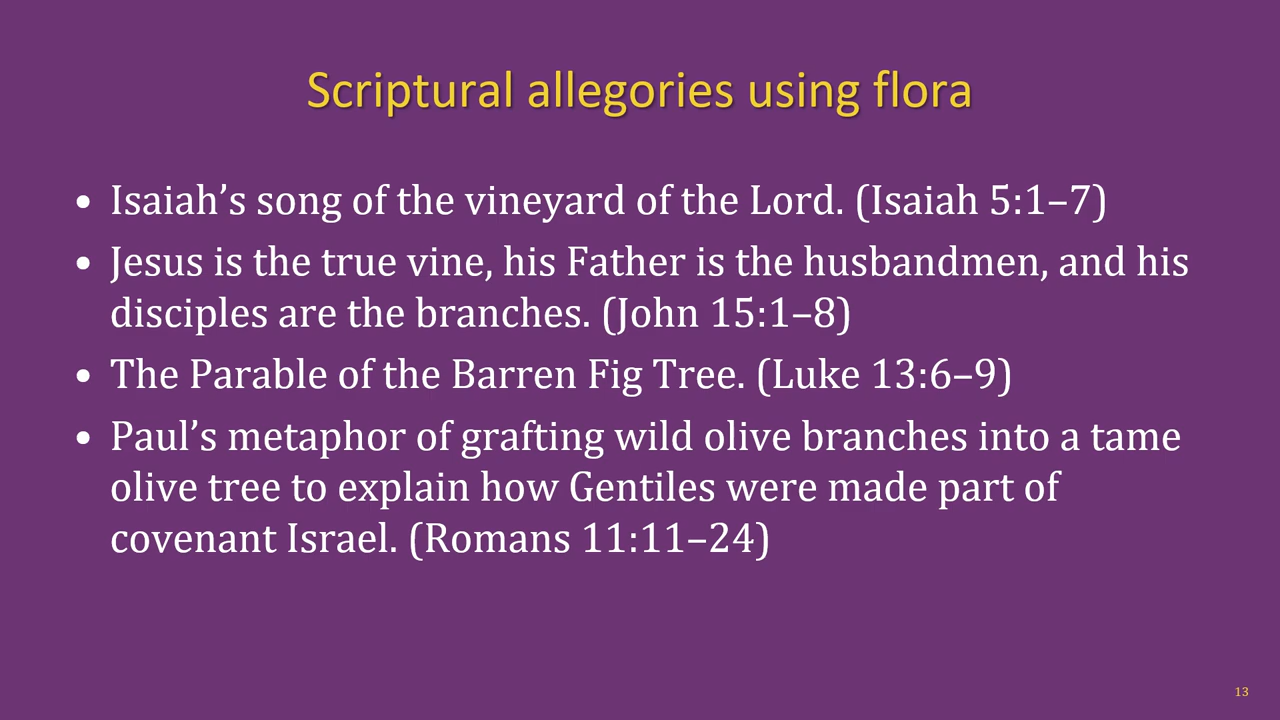 Scriptural allegories using flora
• Isaiah’s song of the vineyard of the Lord. (Isaiah 5:1–7)
• Jesus is the true vine, his Father is the husbandmen, and his
disciples are the branches. (John 15:1–8)
• The Parable of the Barren Fig Tree. (Luke 13:6–9)
• Paul’s metaphor of grafting wild olive branches into a tame
olive tree to explain how Gentiles were made part of
covenant Israel. (Romans 11:11–24)
13